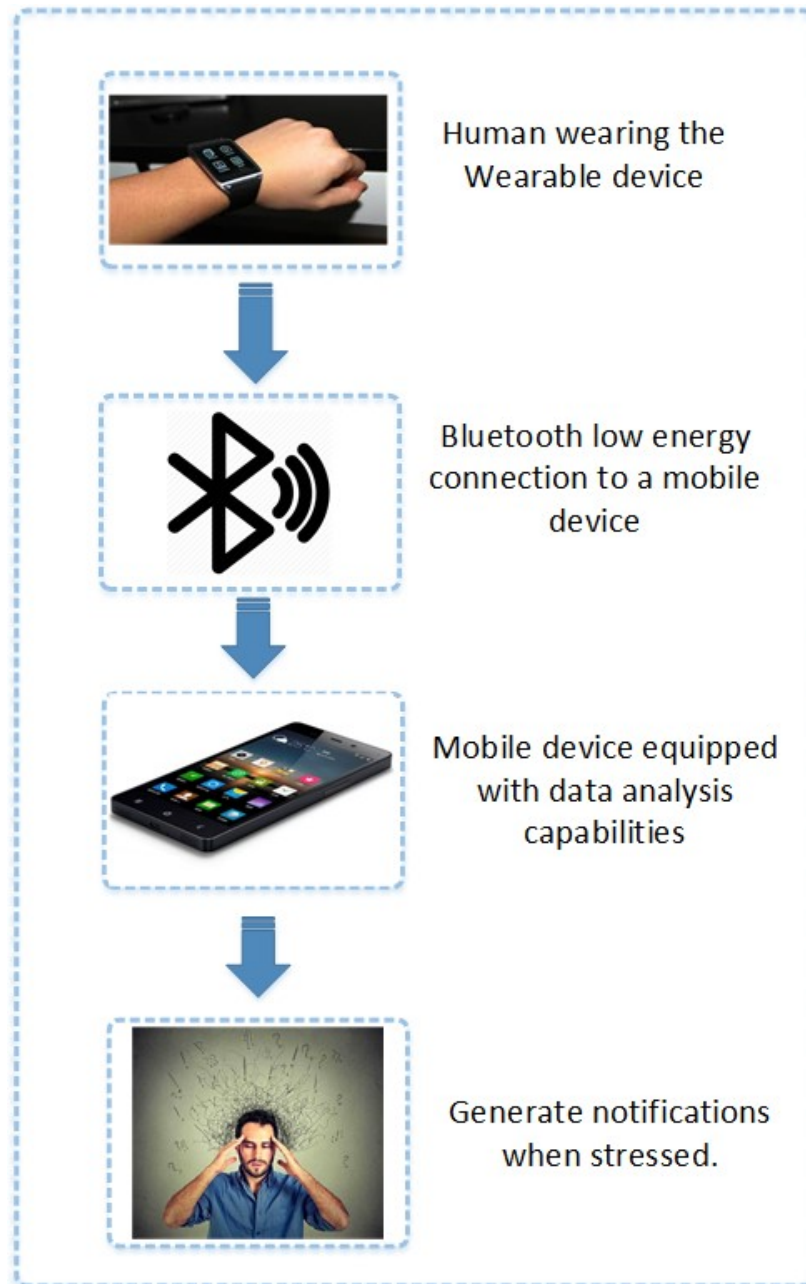 Human wearing the
Wearable device
Bluetooth low energy
connection to a mobile
device
Mobile device equipped
with data analysis
capabilities
Generate notifications
when stressed.